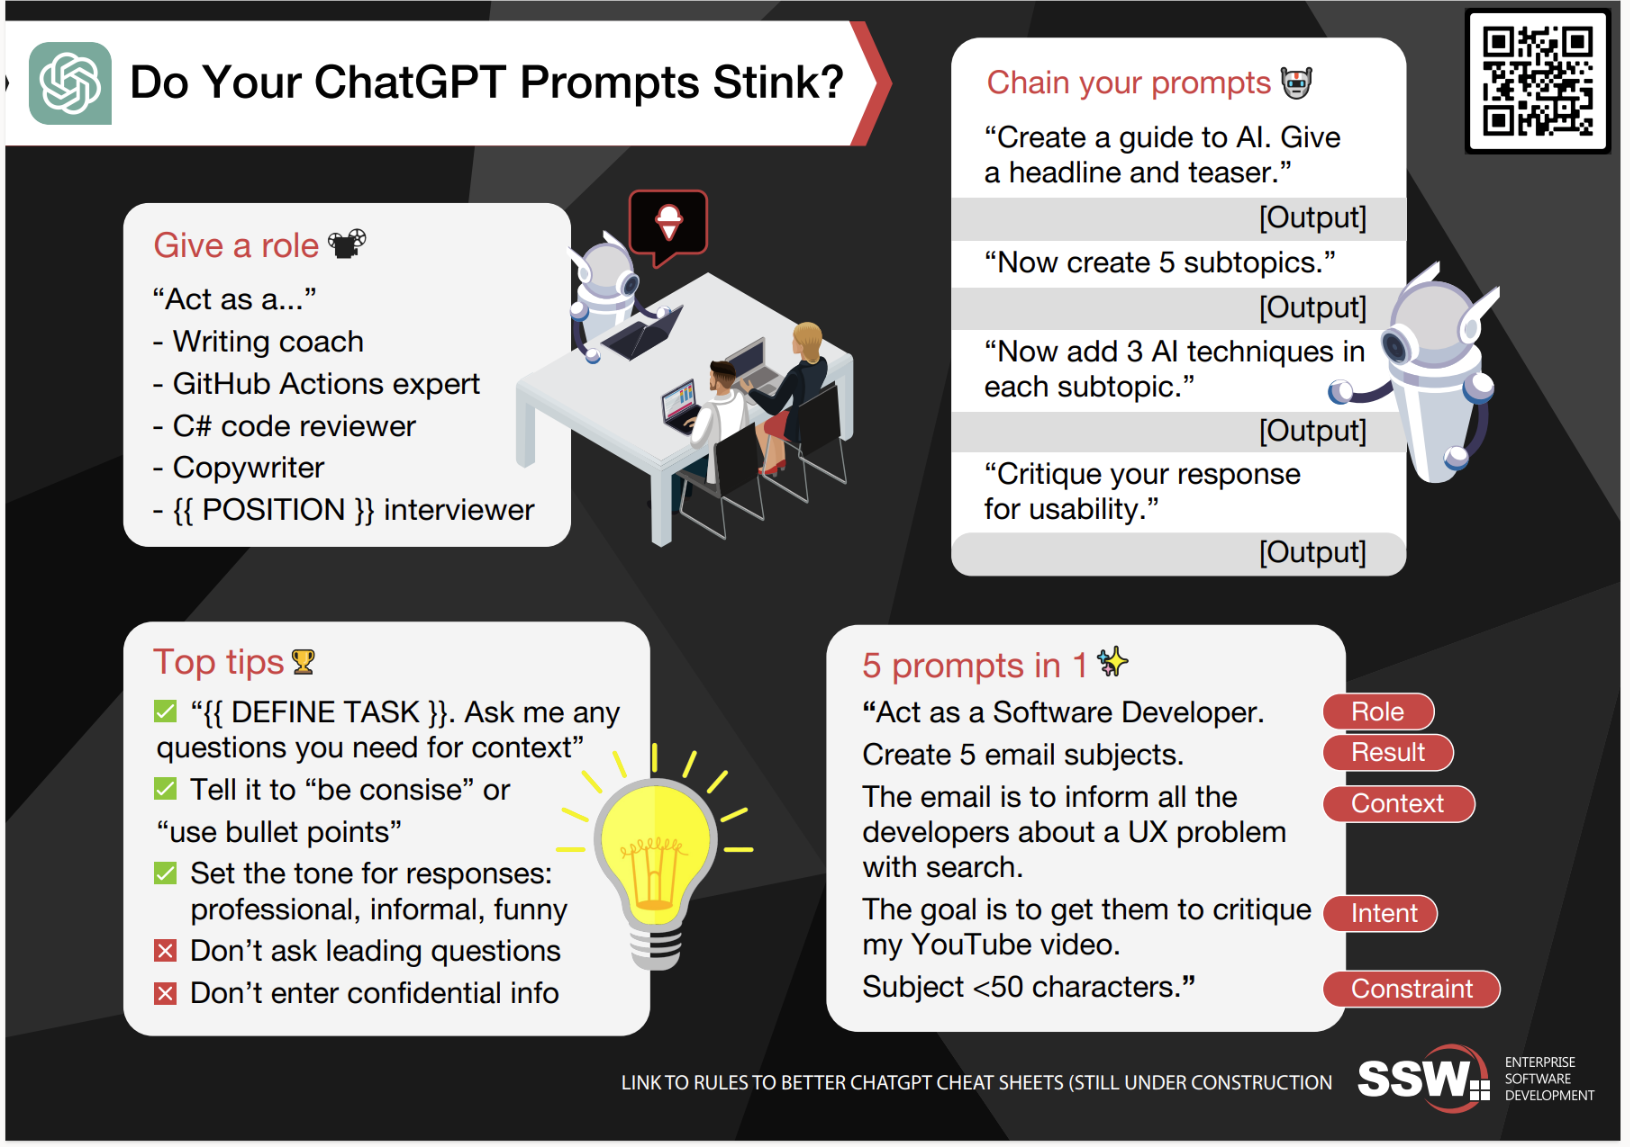 Do Your ChatGPT Prompts Stink?
Give a role
“Act as a...”
- Writing coach
- GitHub Actions expert
- C# code reviewer
- Copywriter
- {{ POSITION }} interviewer
Chain your prompts
“Create a guide to AI. Give
a headline and teaser.”
[Output]
“Now create 5 subtopics.”
[Output]
“Now add 3 AI techniques in
each subtopic.”
[Output]
“Critique your response
for usability.”
[Output]
Top tips
“{{ DEFINE TASK }}. Ask me any
questions you need for context”
Tell it to “be consise” or
“use bullet points”
Set the tone for responses:
professional, informal, funny
Don’t ask leading questions
Don’t enter confidential info
5 prompts in 1
“Act as a Software Developer.
Role
Create 5 email subjects.
Result
The email is to inform all the
developers about a UX problem
with search.
Context
The goal is to get them to critique
my YouTube video.
Intent
Subject <50 characters.”
Constraint
LINK TO RULES TO BETTER CHATGPT CHEAT SHEETS (STILL UNDER CONSTRUCTION
SSW
ENTERPRISE
SOFTWARE
DEVELOPMENT